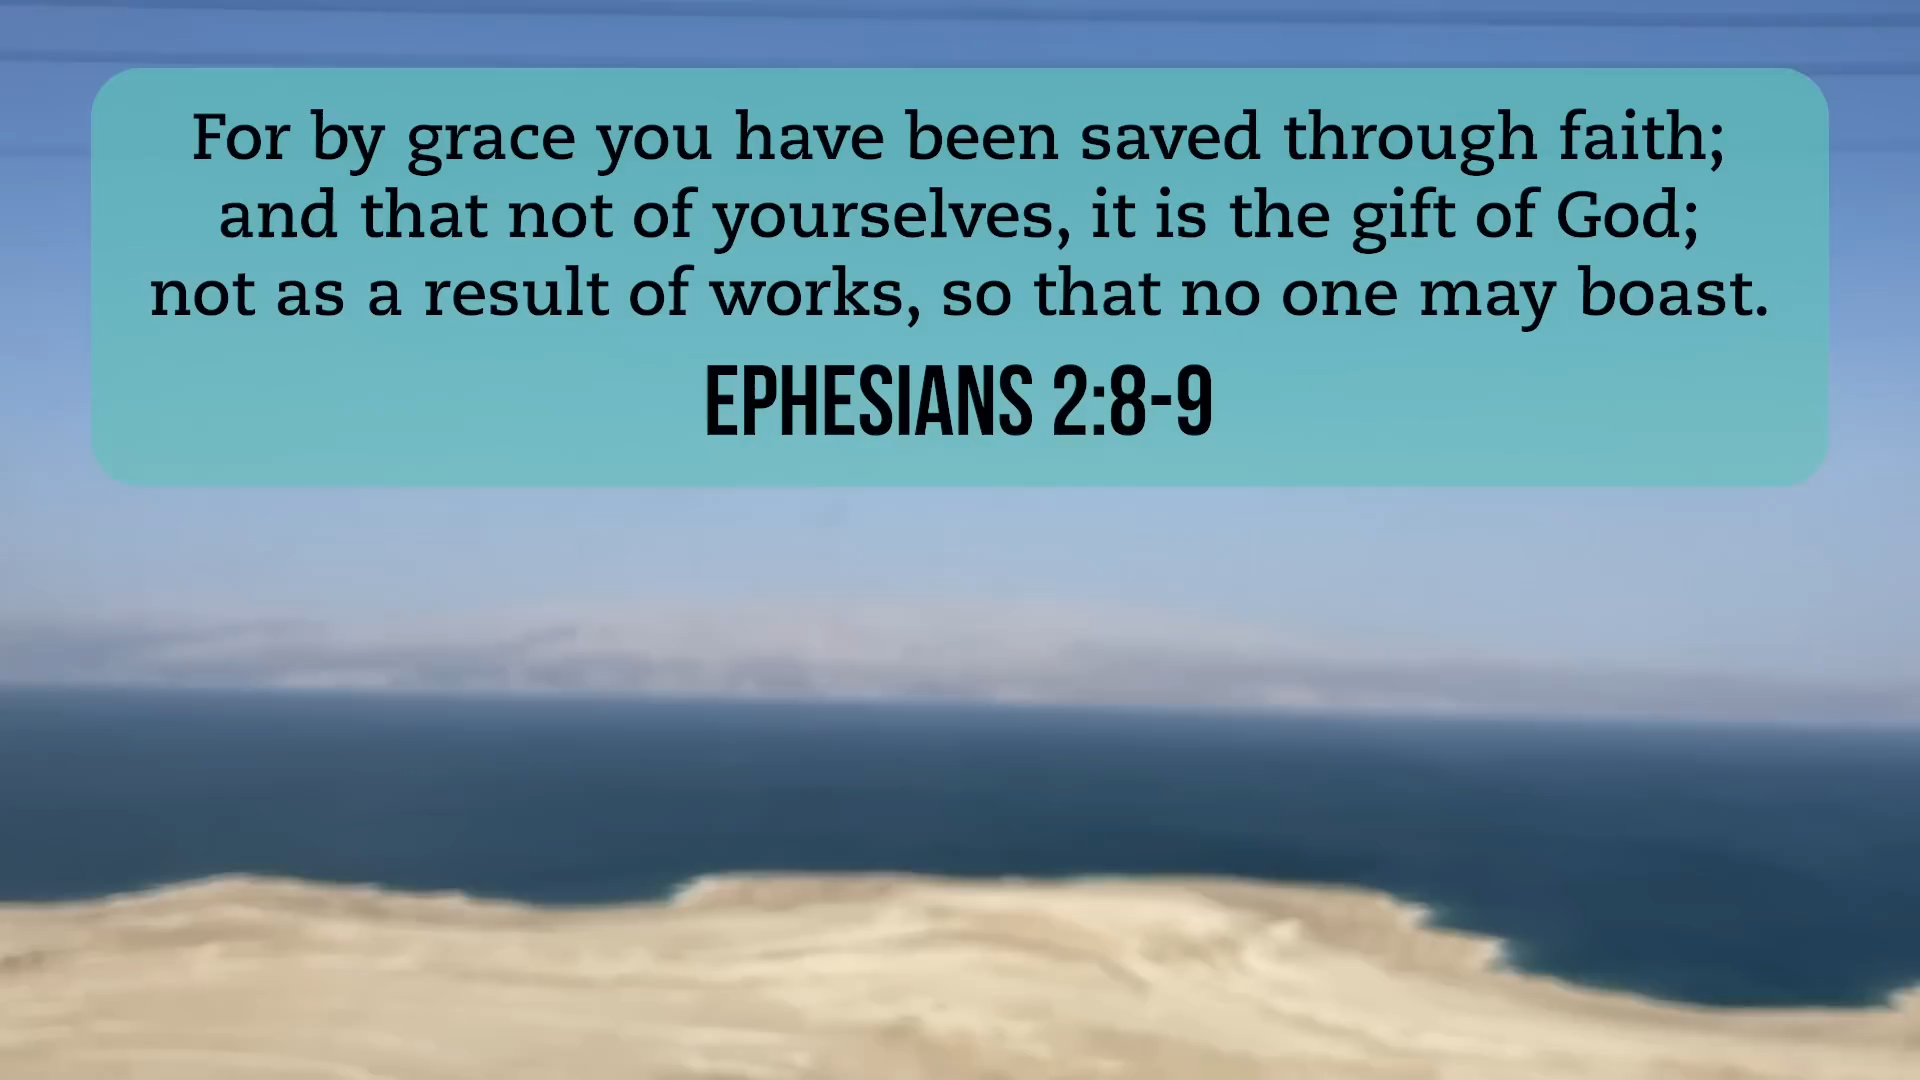 For by grace you have been saved through faith;
and that not of yourselves, it is the gift of God;
not as a result of works, so that no one may boast.
EPHESIANS 2:8-9